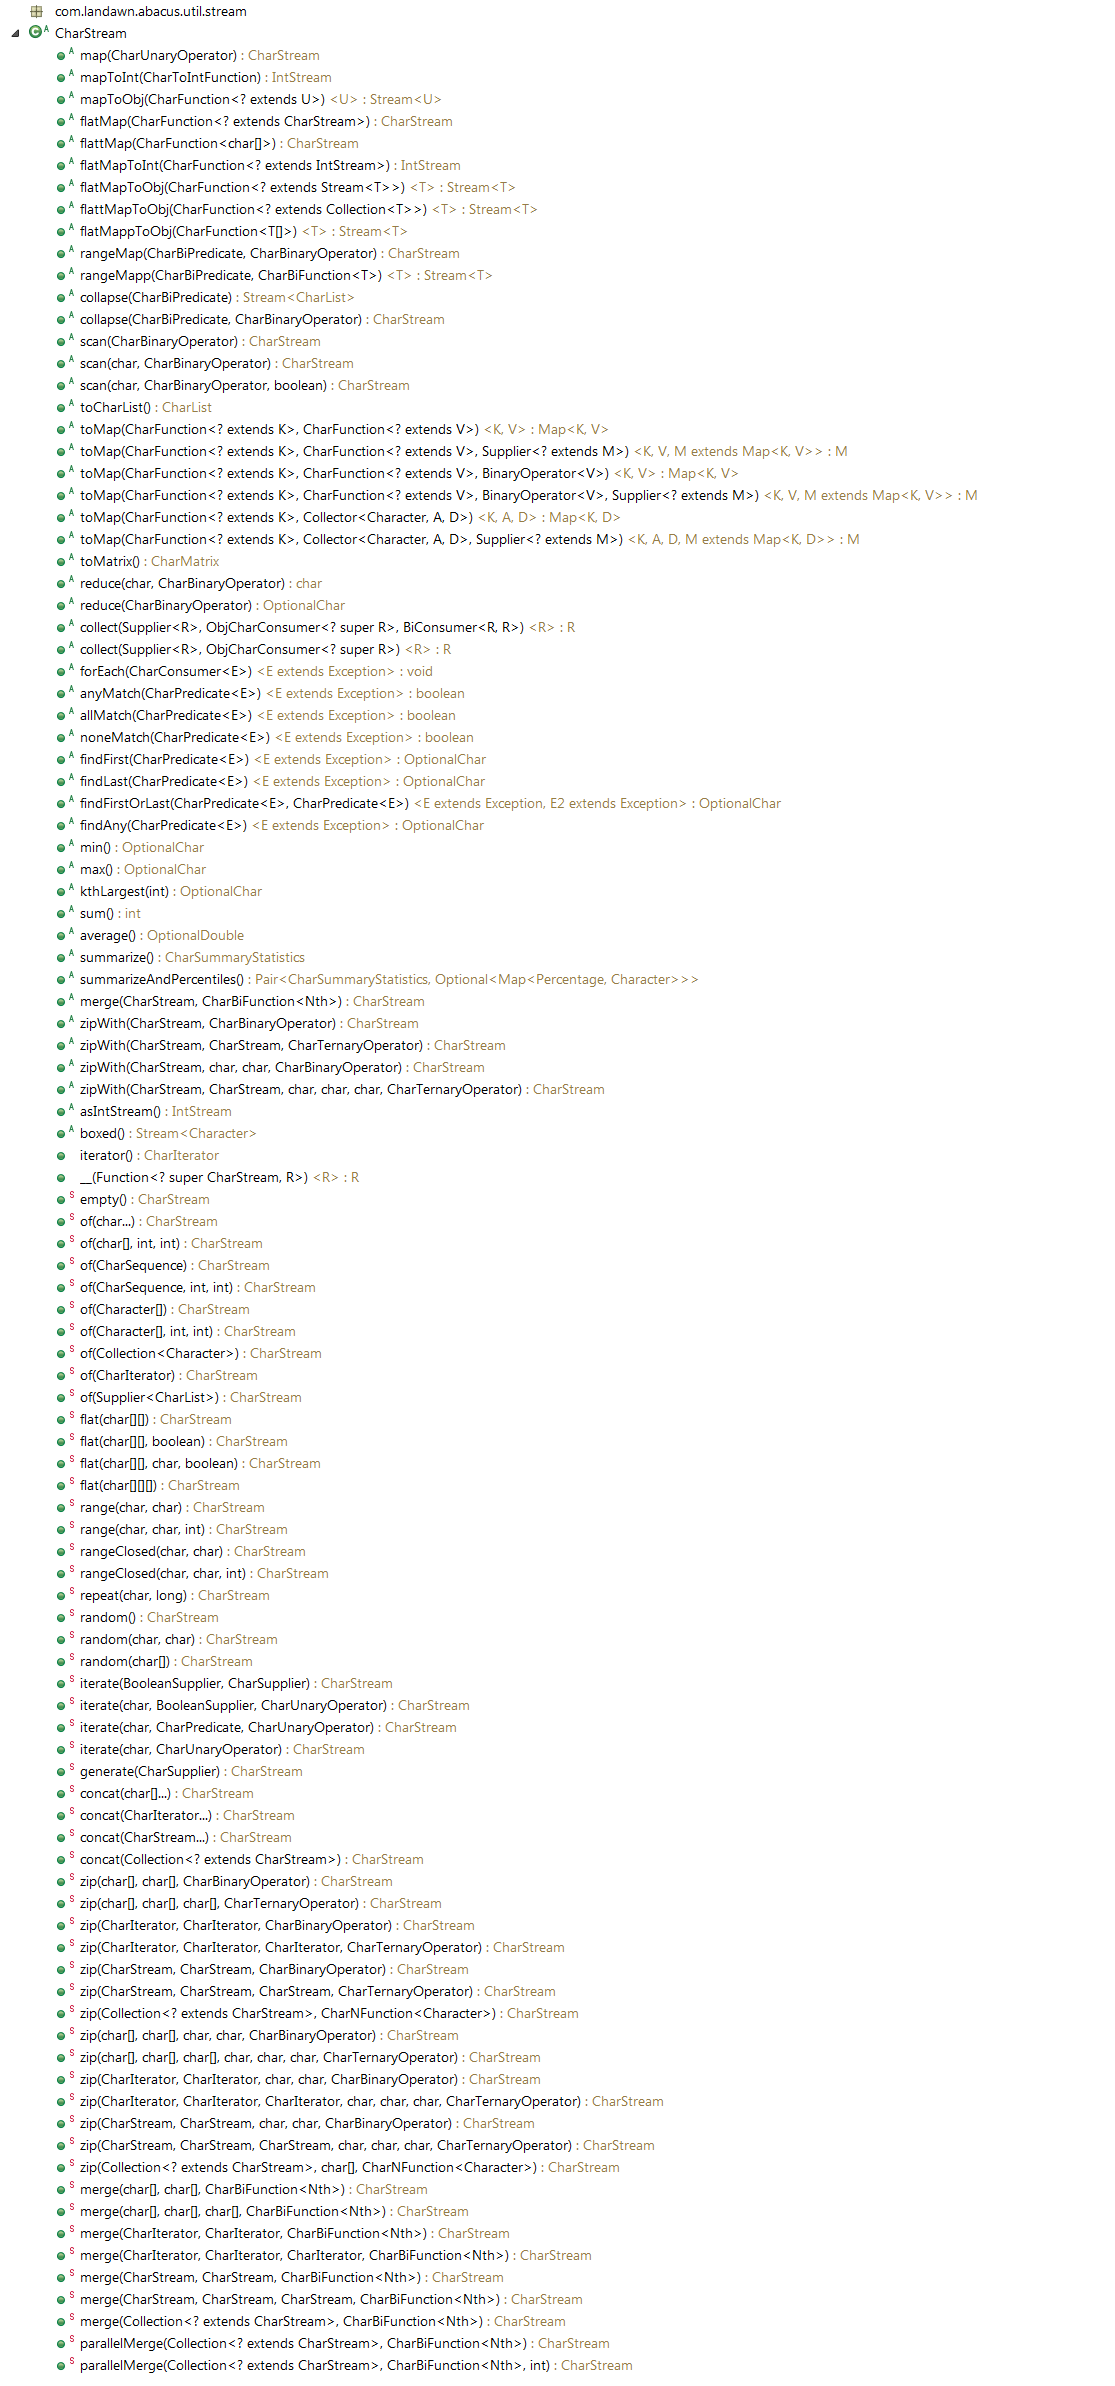 com.landawn.abacus.util.stream
CharStream
map(CharUnaryOperator) : CharStream
mapToInt(CharToIntFunction) : IntStream
mapToObj(CharFunction<? extends U>) <U> : Stream<U>
flatMap(CharFunction<? extends CharStream>) : CharStream
flattMap(CharFunction<char[]>) : CharStream
flatMapToInt(CharFunction<? extends IntStream>) : IntStream
flatMapToObj(CharFunction<? extends Stream<T>>) <T> : Stream<T>
flattMapToObj(CharFunction<? extends Collection<T>>) <T> : Stream<T>
flatMappToObj(CharFunction<T[]>) <T> : Stream<T>
rangeMap(CharBiPredicate, CharBinaryOperator) : CharStream
rangeMapp(CharBiPredicate, CharBiFunction<T>) <T> : Stream<T>
collapse(CharBiPredicate) : Stream<CharList>
collapse(CharBiPredicate, CharBinaryOperator) : CharStream
scan(CharBinaryOperator) : CharStream
scan(char, CharBinaryOperator) : CharStream
scan(char, CharBinaryOperator, boolean) : CharStream
toCharList() : CharList
toMap(CharFunction<? extends K>, CharFunction<? extends V>) <K, V> : Map<K, V>
toMap(CharFunction<? extends K>, CharFunction<? extends V>, Supplier<? extends M>) <K, V, M extends Map<K, V>> : M
toMap(CharFunction<? extends K>, CharFunction<? extends V>, BinaryOperator<V>) <K, V> : Map<K, V>
toMap(CharFunction<? extends K>, CharFunction<? extends V>, BinaryOperator<V>, Supplier<? extends M>) <K, V, M extends Map<K, V>> : M
toMap(CharFunction<? extends K>, Collector<Character, A, D>) <K, A, D> : Map<K, D>
toMap(CharFunction<? extends K>, Collector<Character, A, D>, Supplier<? extends M>) <K, A, D, M extends Map<K, D>> : M
toMatrix() : CharMatrix
reduce(char, CharBinaryOperator) : char
reduce(CharBinaryOperator) : OptionalChar
collect(Supplier<R>, ObjCharConsumer<? super R>, BiConsumer<R, R>) <R> : R
collect(Supplier<R>, ObjCharConsumer<? super R>) <R> : R
forEach(CharConsumer<E>) <E extends Exception> : void
anyMatch(CharPredicate<E>) <E extends Exception> : boolean
allMatch(CharPredicate<E>) <E extends Exception> : boolean
noneMatch(CharPredicate<E>) <E extends Exception> : boolean
findFirst(CharPredicate<E>) <E extends Exception> : OptionalChar
findLast(CharPredicate<E>) <E extends Exception> : OptionalChar
findFirstOrLast(CharPredicate<E>, CharPredicate<E>) <E extends Exception, E2 extends Exception> : OptionalChar
findAny(CharPredicate<E>) <E extends Exception> : OptionalChar
min() : OptionalChar
max() : OptionalChar
kthLargest(int) : OptionalChar
sum() : int
average() : OptionalDouble
summarize() : CharSummaryStatistics
summarizeAndPercentiles() : Pair<CharSummaryStatistics, Optional<Map<Percentage, Character>>>
merge(CharStream, CharBiFunction<Nth>) : CharStream
zipWith(CharStream, CharBinaryOperator) : CharStream
zipWith(CharStream, CharStream, CharTernaryOperator) : CharStream
zipWith(CharStream, char, char, CharBinaryOperator) : CharStream
zipWith(CharStream, CharStream, char, char, char, CharTernaryOperator) : CharStream
asIntStream() : IntStream
boxed() : Stream<Character>
iterator() : CharIterator
__(Function<? super CharStream, R>) <R> : R
empty() : CharStream
of(char...) : CharStream
of(char[], int, int) : CharStream
of(CharSequence) : CharStream
of(CharSequence, int, int) : CharStream
of(Character[]) : CharStream
of(Character[], int, int) : CharStream
of(Collection<Character>) : CharStream
of(CharIterator) : CharStream
of(Supplier<CharList>) : CharStream
flat(char[][]) : CharStream
flat(char[][], boolean) : CharStream
flat(char[][], char, boolean) : CharStream
flat(char[][][]) : CharStream
range(char, char) : CharStream
range(char, char, int) : CharStream
rangeClosed(char, char) : CharStream
rangeClosed(char, char, int) : CharStream
repeat(char, long) : CharStream
random() : CharStream
random(char, char) : CharStream
random(char[]) : CharStream
iterate(BooleanSupplier, CharSupplier) : CharStream
iterate(char, BooleanSupplier, CharUnaryOperator) : CharStream
iterate(char, CharPredicate, CharUnaryOperator) : CharStream
iterate(char, CharUnaryOperator) : CharStream
generate(CharSupplier) : CharStream
concat(char[]...) : CharStream
concat(CharIterator...) : CharStream
concat(CharStream...) : CharStream
concat(Collection<? extends CharStream>) : CharStream
zip(char[], char[], CharBinaryOperator) : CharStream
zip(char[], char[], char[], CharTernaryOperator) : CharStream
zip(CharIterator, CharIterator, CharBinaryOperator) : CharStream
zip(CharIterator, CharIterator, CharIterator, CharTernaryOperator) : CharStream
zip(CharStream, CharStream, CharBinaryOperator) : CharStream
zip(CharStream, CharStream, CharStream, CharTernaryOperator) : CharStream
zip(Collection<? extends CharStream>, CharNFunction<Character>) : CharStream
zip(char[], char[], char, char, CharBinaryOperator) : CharStream
zip(char[], char[], char[], char, char, char, CharTernaryOperator) : CharStream
zip(CharIterator, CharIterator, char, char, CharBinaryOperator) : CharStream
zip(CharIterator, CharIterator, CharIterator, char, char, char, CharTernaryOperator) : CharStream
zip(CharStream, CharStream, char, char, CharBinaryOperator) : CharStream
zip(CharStream, CharStream, CharStream, char, char, char, CharTernaryOperator) : CharStream
zip(Collection<? extends CharStream>, char[], CharNFunction<Character>) : CharStream
merge(char[], char[], CharBiFunction<Nth>) : CharStream
merge(char[], char[], char[], CharBiFunction<Nth>) : CharStream
merge(CharIterator, CharIterator, CharBiFunction<Nth>) : CharStream
merge(CharIterator, CharIterator, CharIterator, CharBiFunction<Nth>) : CharStream
merge(CharStream, CharStream, CharBiFunction<Nth>) : CharStream
merge(CharStream, CharStream, CharStream, CharBiFunction<Nth>) : CharStream
merge(Collection<? extends CharStream>, CharBiFunction<Nth>) : CharStream
parallelMerge(Collection<? extends CharStream>, CharBiFunction<Nth>) : CharStream
parallelMerge(Collection<? extends CharStream>, CharBiFunction<Nth>, int) : CharStream